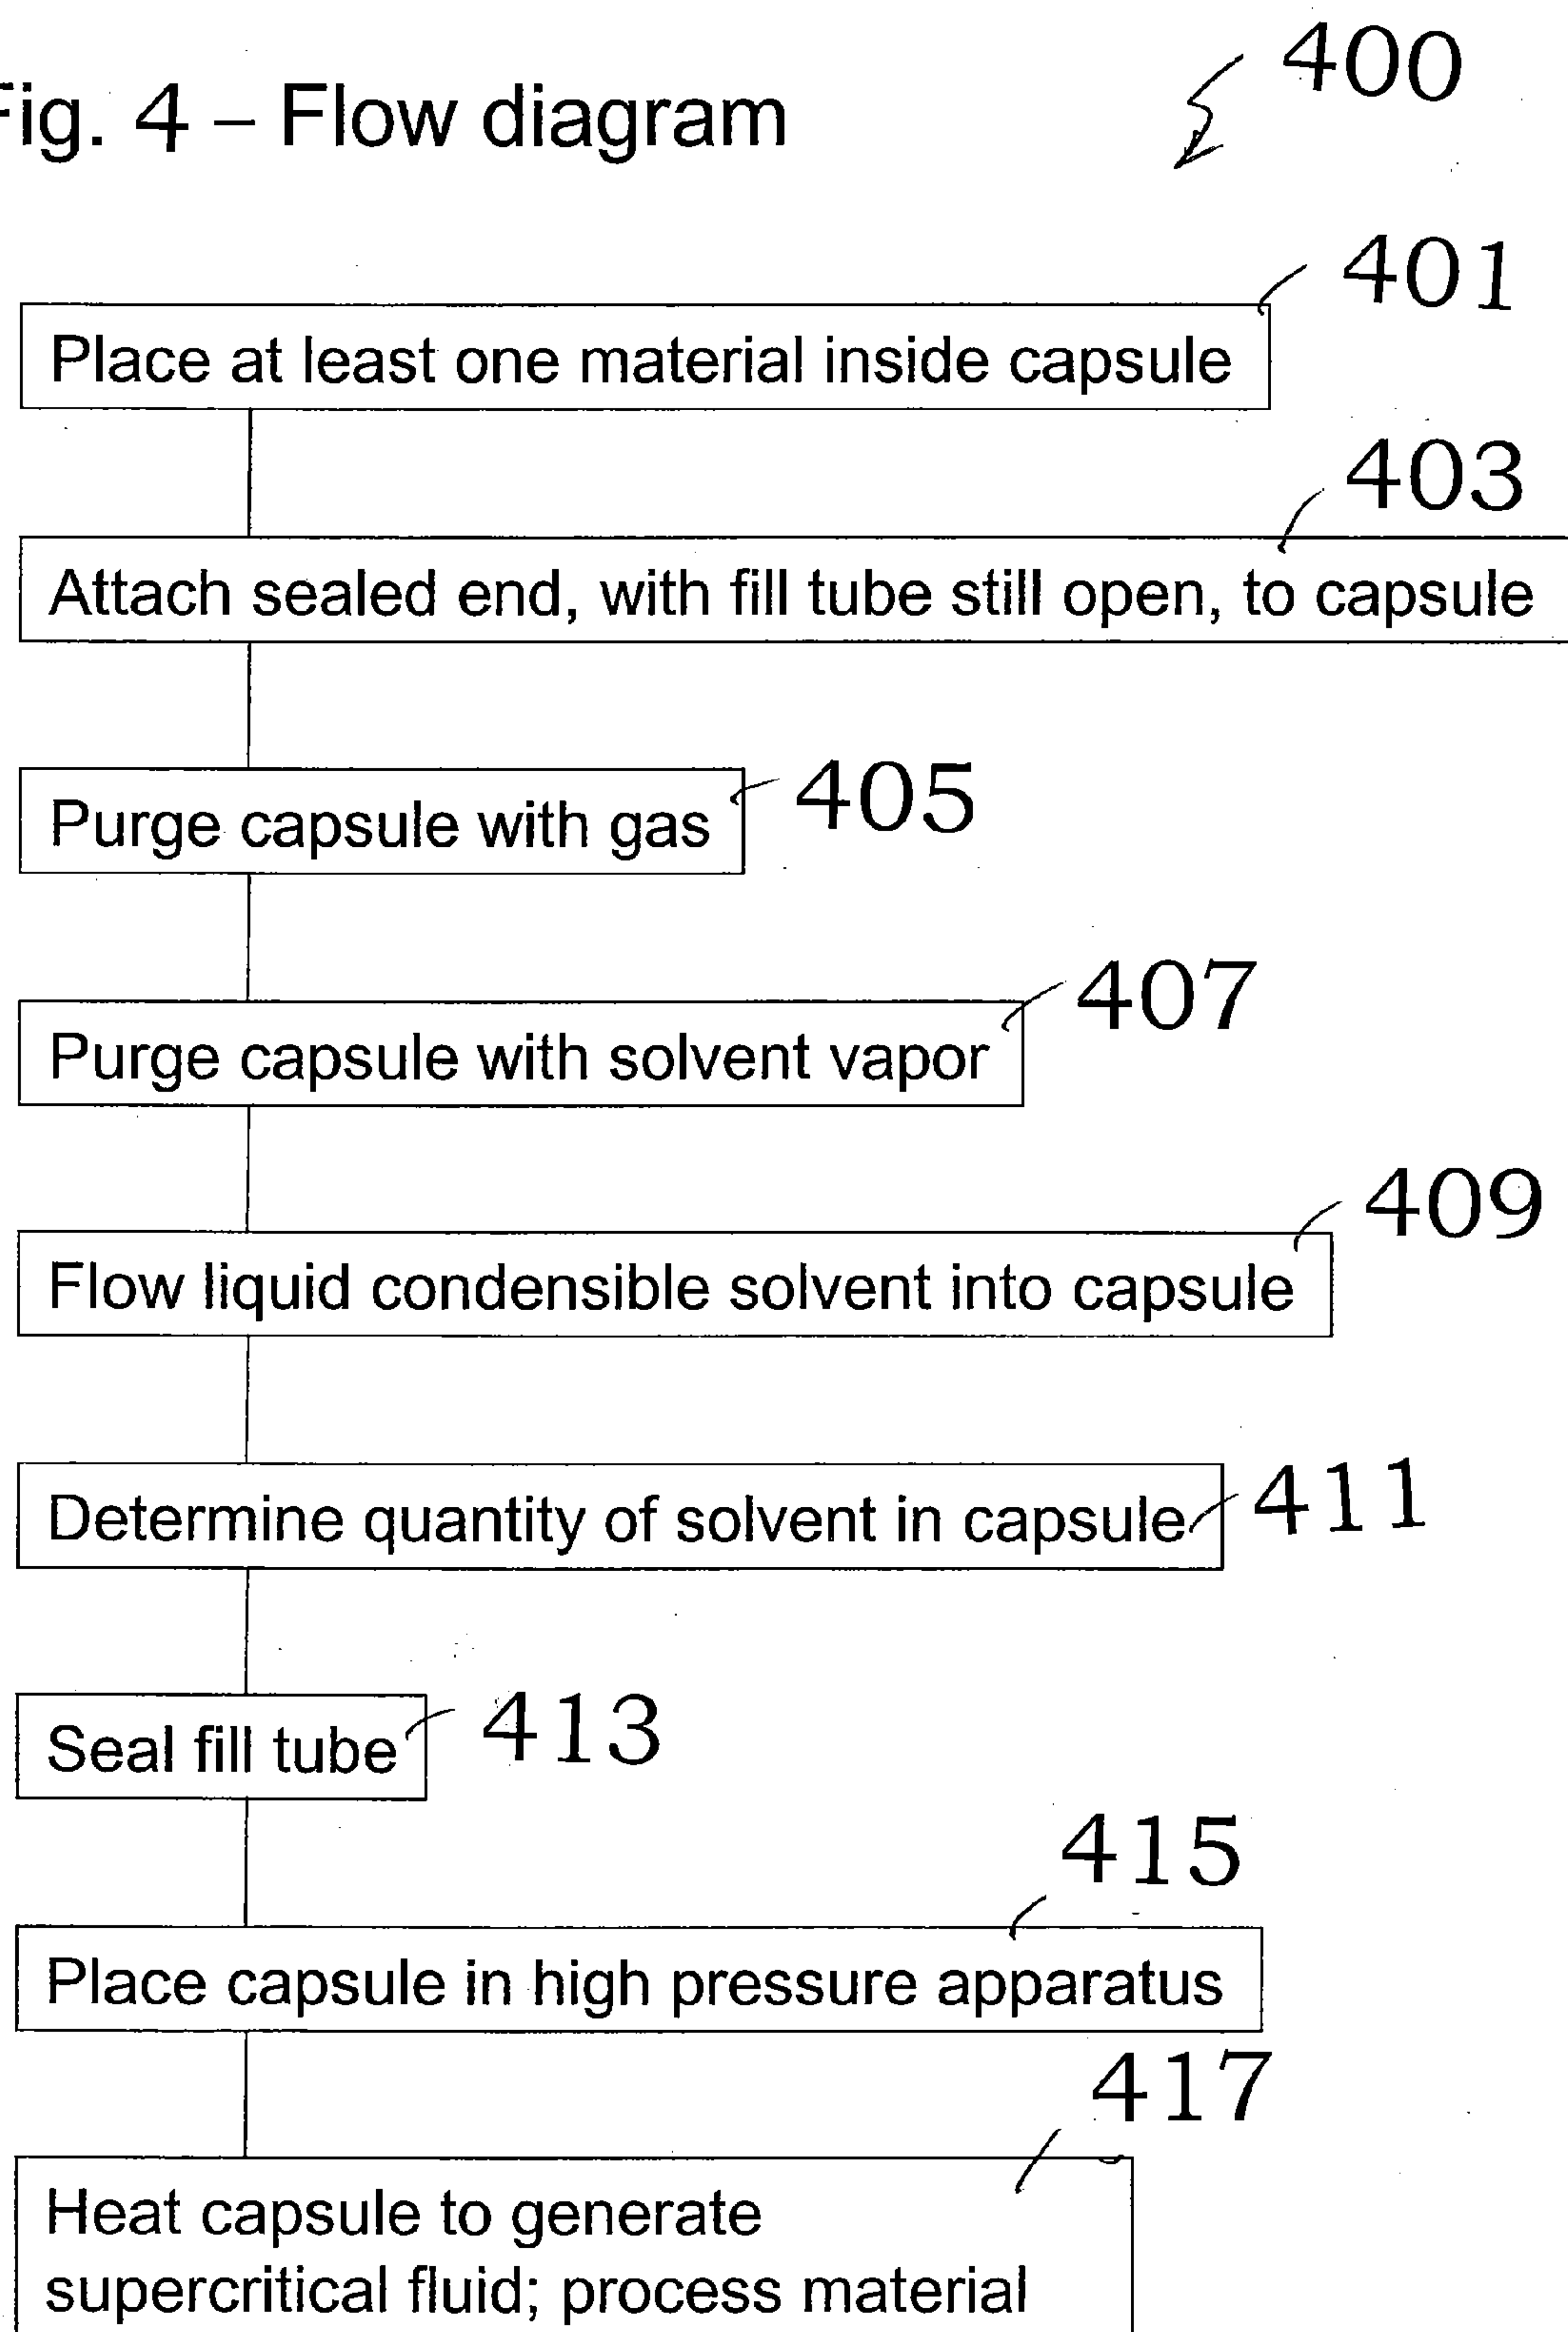 Fig. 4 – Flow diagram
400
401
Place at least one material inside capsule
403
Attach sealed end, with fill tube still open, to capsule
405
Purge capsule with gas
407
Purge capsule with solvent vapor
409
Flow liquid condensible solvent into capsule
411
Determine quantity of solvent in capsule
413
Seal fill tube
415
Place capsule in high pressure apparatus
417
Heat capsule to generate
supercritical fluid; process material